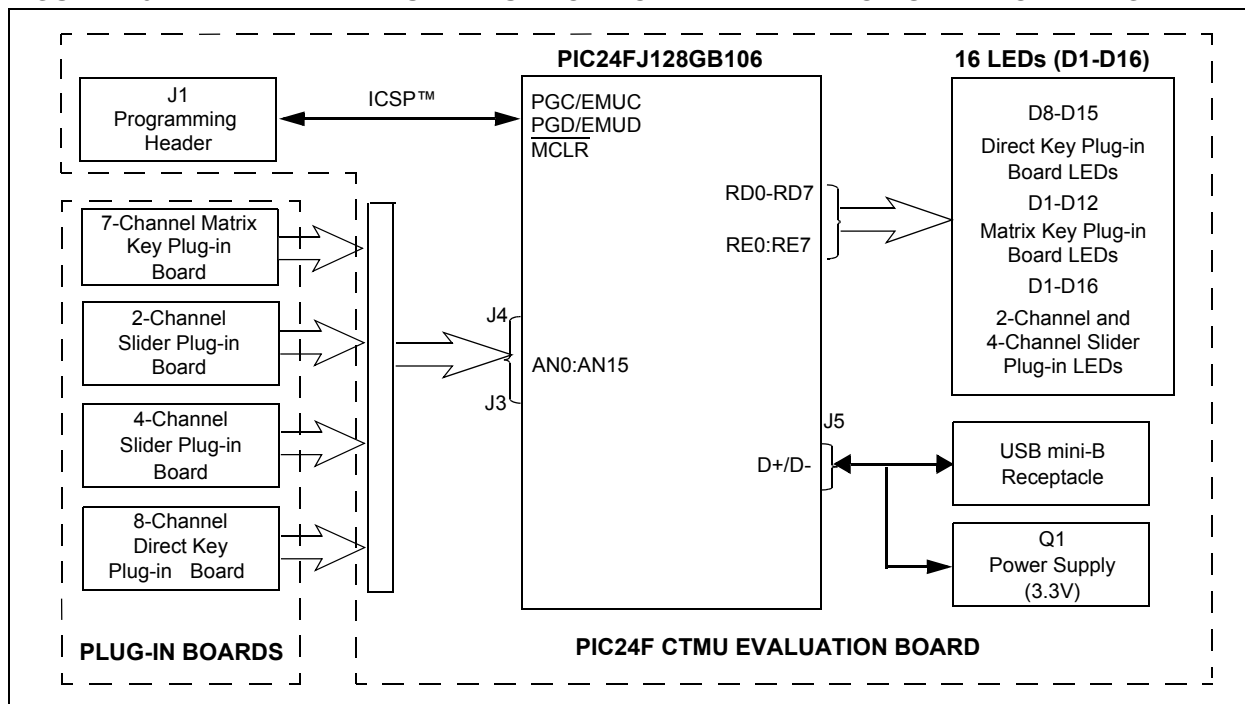 PIC24FJ128GB106
16 LEDs (D1-D16)
J1
Programming
Header
ICSP™
PGC/EMUC
PGD/EMUD
MCLR
D8-D15
Direct Key Plug-in
Board LEDs
D1-D12
Matrix Key Plug-in
Board LEDs
D1-D16
2-Channel and
4-Channel Slider
Plug-in LEDs
RD0-RD7
RE0:RE7
7-Channel Matrix
Key Plug-in
Board
2-Channel
Slider Plug-in
Board
4-Channel
Slider Plug-in
Board
8-Channel
Direct Key
Plug-in Board
J4
AN0:AN15
J3
J5
D+/D-
USB mini-B
Receptacle
Q1
Power Supply
(3.3V)
PLUG-IN BOARDS
PIC24F CTMU EVALUATION BOARD